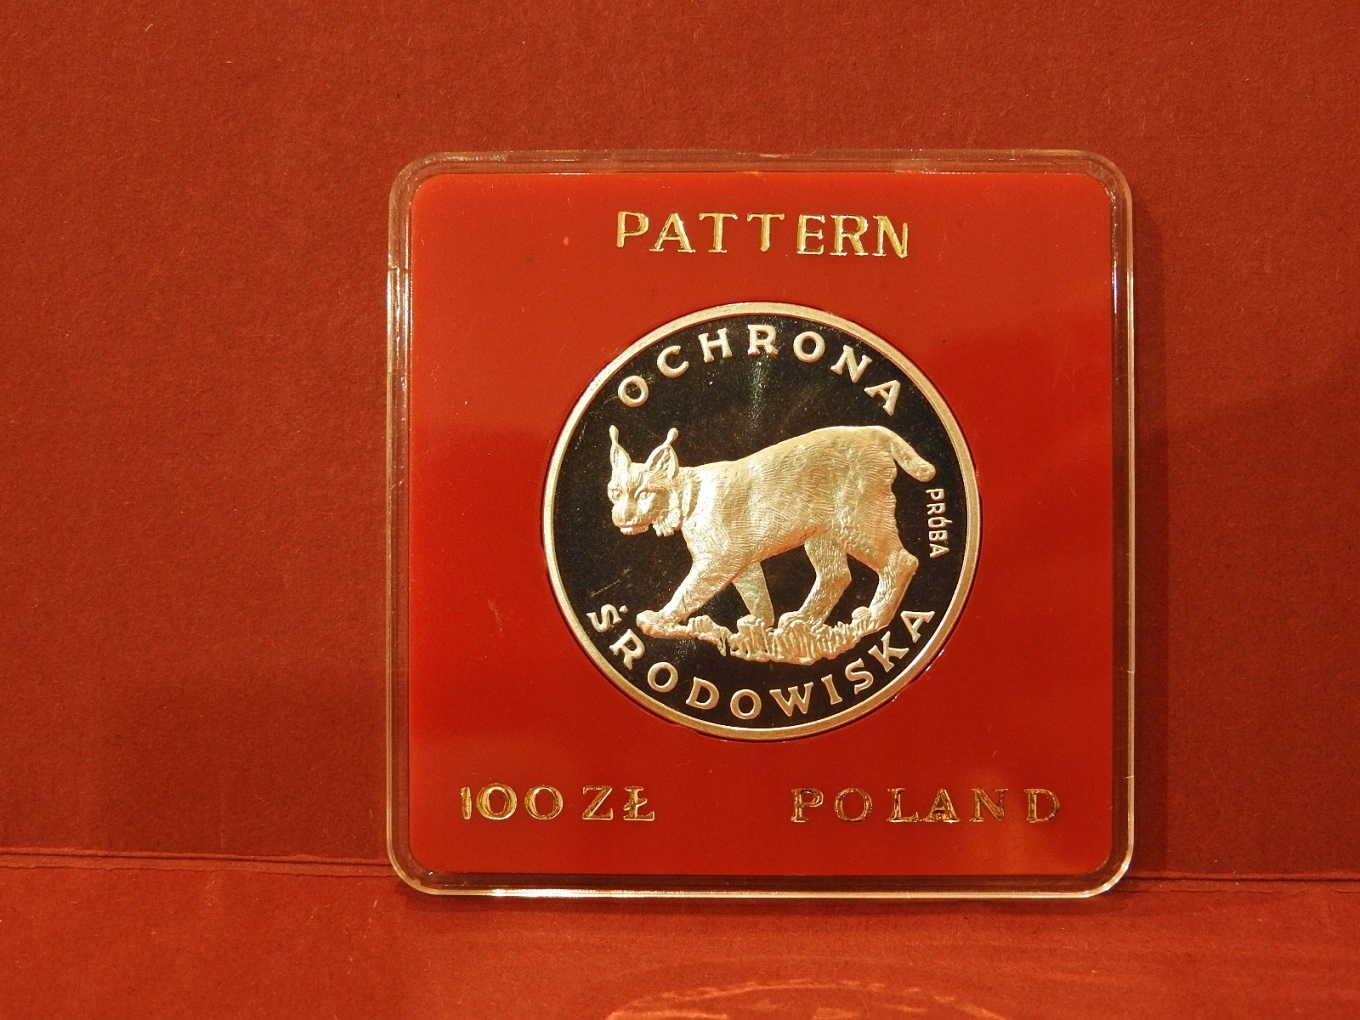 PATTERN
OCHRONA
PRÓBA
ŚRODOWISKA
100 ZŁ POLAND